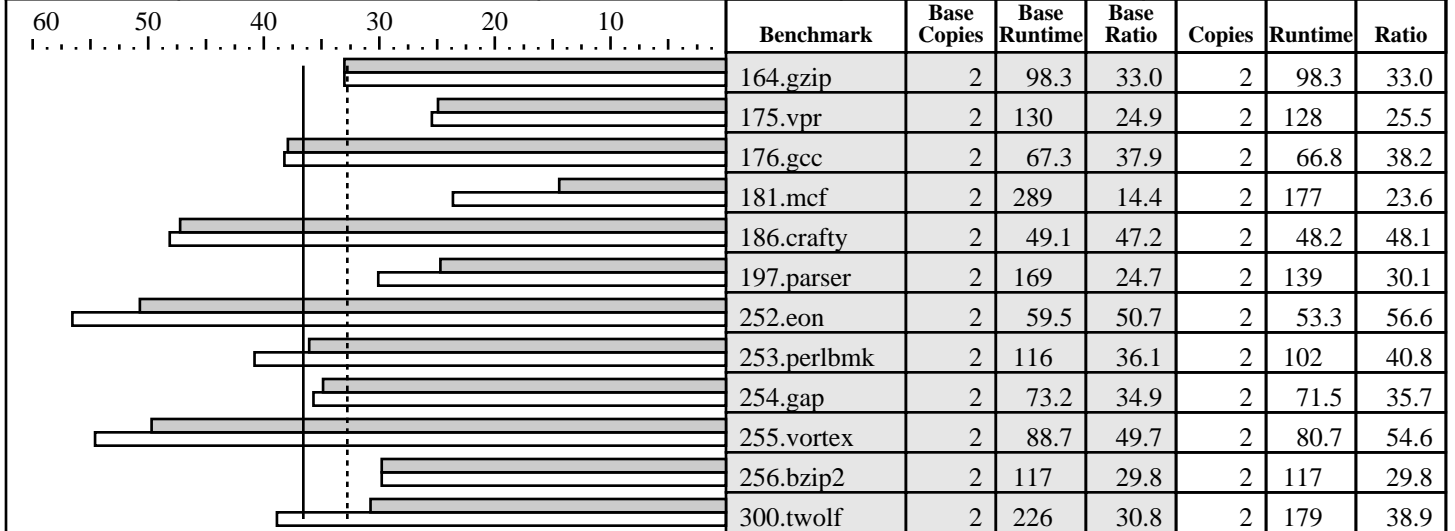 60 50 40 30 20 10
Benchmark Base Copies Base Runtime Base Ratio Copies Runtime Ratio
164.gzip 2 98.3 33.0 2 98.3 33.0
175.vpr 2 130 24.9 2 128 25.5
176.gcc 2 67.3 37.9 2 66.8 38.2
181.mcf 2 289 14.4 2 177 23.6
186.crafty 2 49.1 47.2 2 48.2 48.1
197.parser 2 169 24.7 2 139 30.1
252.eon 2 59.5 50.7 2 53.3 56.6
253.perlbmk 2 116 36.1 2 102 40.8
254.gap 2 73.2 34.9 2 71.5 35.7
255.vortex 2 88.7 49.7 2 80.7 54.6
256.bzip2 2 117 29.8 2 117 29.8
300.twolf 2 226 30.8 2 179 38.9